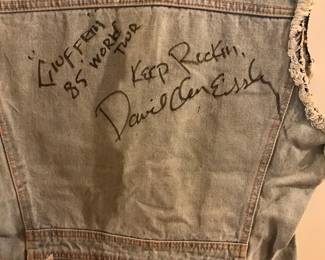 "GIUFFRIA"
85 WORLD
TOUR
Keep Rockin,
David Glen Eisley